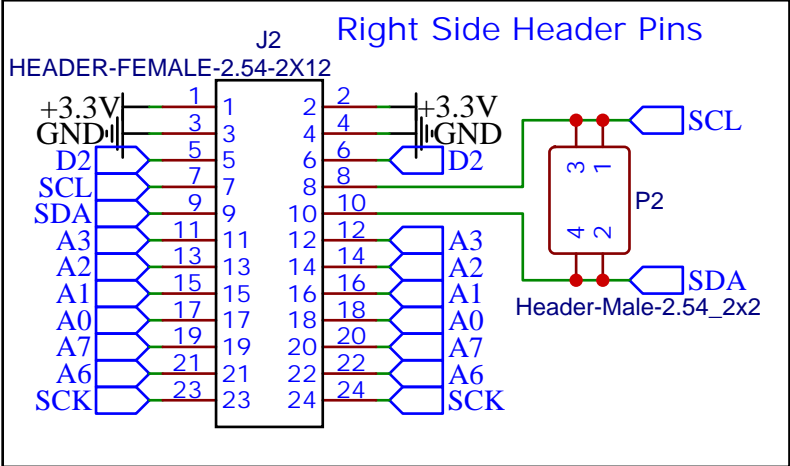 Right Side Header Pins
J2
HEADER-FEMALE-2.54-2X12
+3.3V 1 1 2 2 +3.3V
GND 3 3 4 4 GND
D2 5 5 6 6 D2
SCL 7 7 8 8
SDA 9 9 10 10
A3 11 11 12 12 A3
A2 13 13 14 14 A2
A1 15 15 16 16 A1
A0 17 17 18 18 A0
A7 19 19 20 20 A7
A6 21 21 22 22 A6
SCK 23 23 24 24 SCK
SCL
3 1
P2
4 2
SDA
Header-Male-2.54_2x2